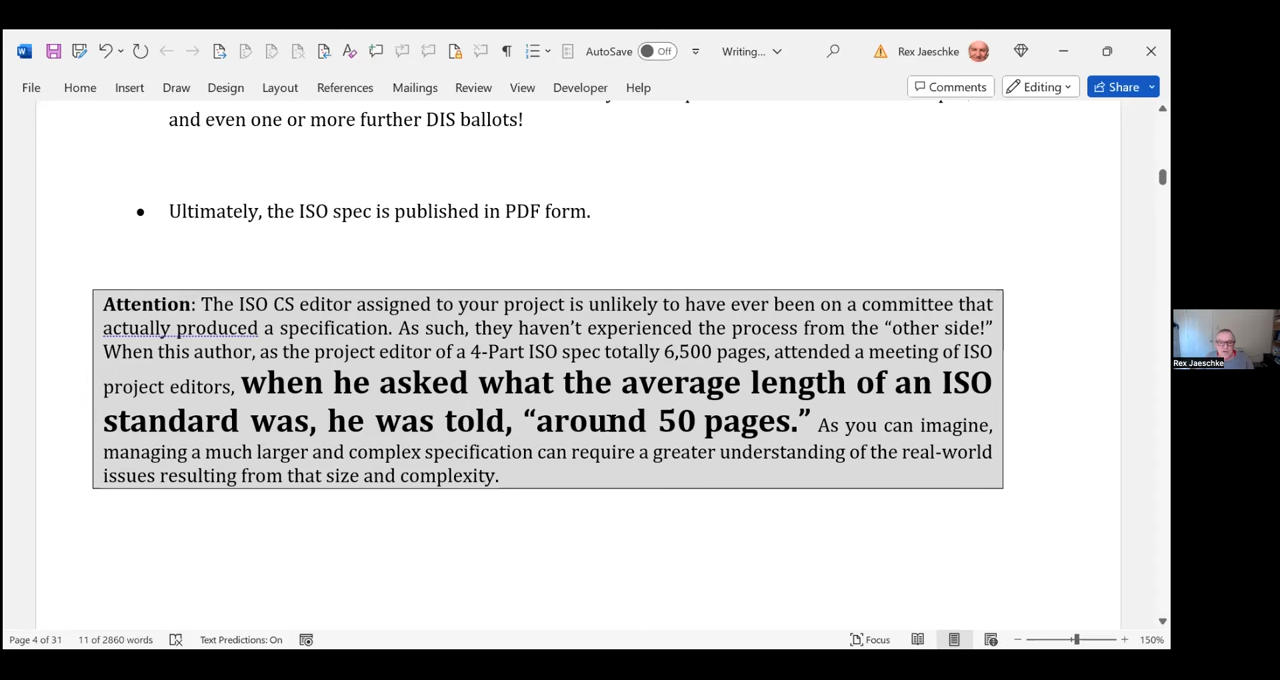 AutoSave Off Writing... Rex Jaeschke
File Home Insert Draw Design Layout References Mailings Review View Developer Help Comments Editing Share
and even one or more further DIS ballots!
• Ultimately, the ISO spec is published in PDF form.
Attention: The ISO CS editor assigned to your project is unlikely to have ever been on a committee that
actually produced a specification. As such, they haven’t experienced the process from the “other side!”
When this author, as the project editor of a 4-Part ISO spec totally 6,500 pages, attended a meeting of ISO
project editors, when he asked what the average length of an ISO
standard was, he was told, “around 50 pages.” As you can imagine,
managing a much larger and complex specification can require a greater understanding of the real-world
issues resulting from that size and complexity.
Rex Jaeschke
Page 4 of 31 11 of 2860 words Text Predictions: On Focus 150%